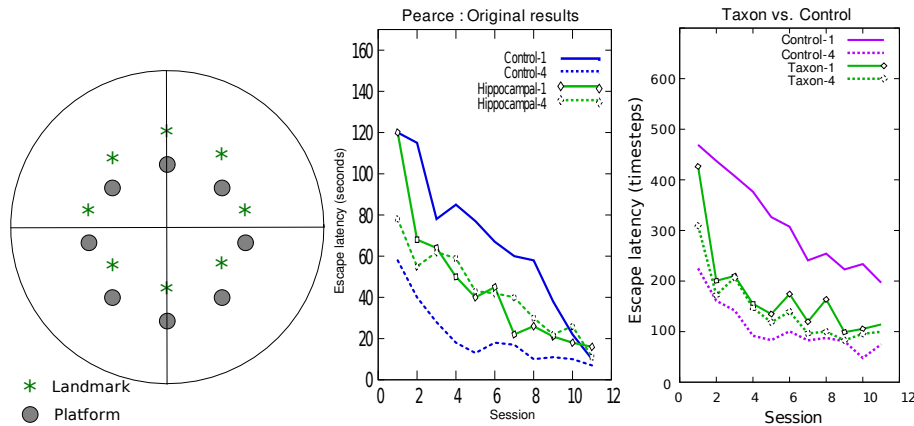 Landmark
Platform
Pearce : Original results
Control-1
Control-4
Hippocampal-1
Hippocampal-4
Escape latency (seconds)
160
140
120
100
80
60
40
20
0
0 2 4 6 8 10 12
Session
Taxon vs. Control
Control-1
Control-4
Taxon-1
Taxon-4
Escape latency (timesteps)
600
500
400
300
200
100
0
0 2 4 6 8 10 12
Session